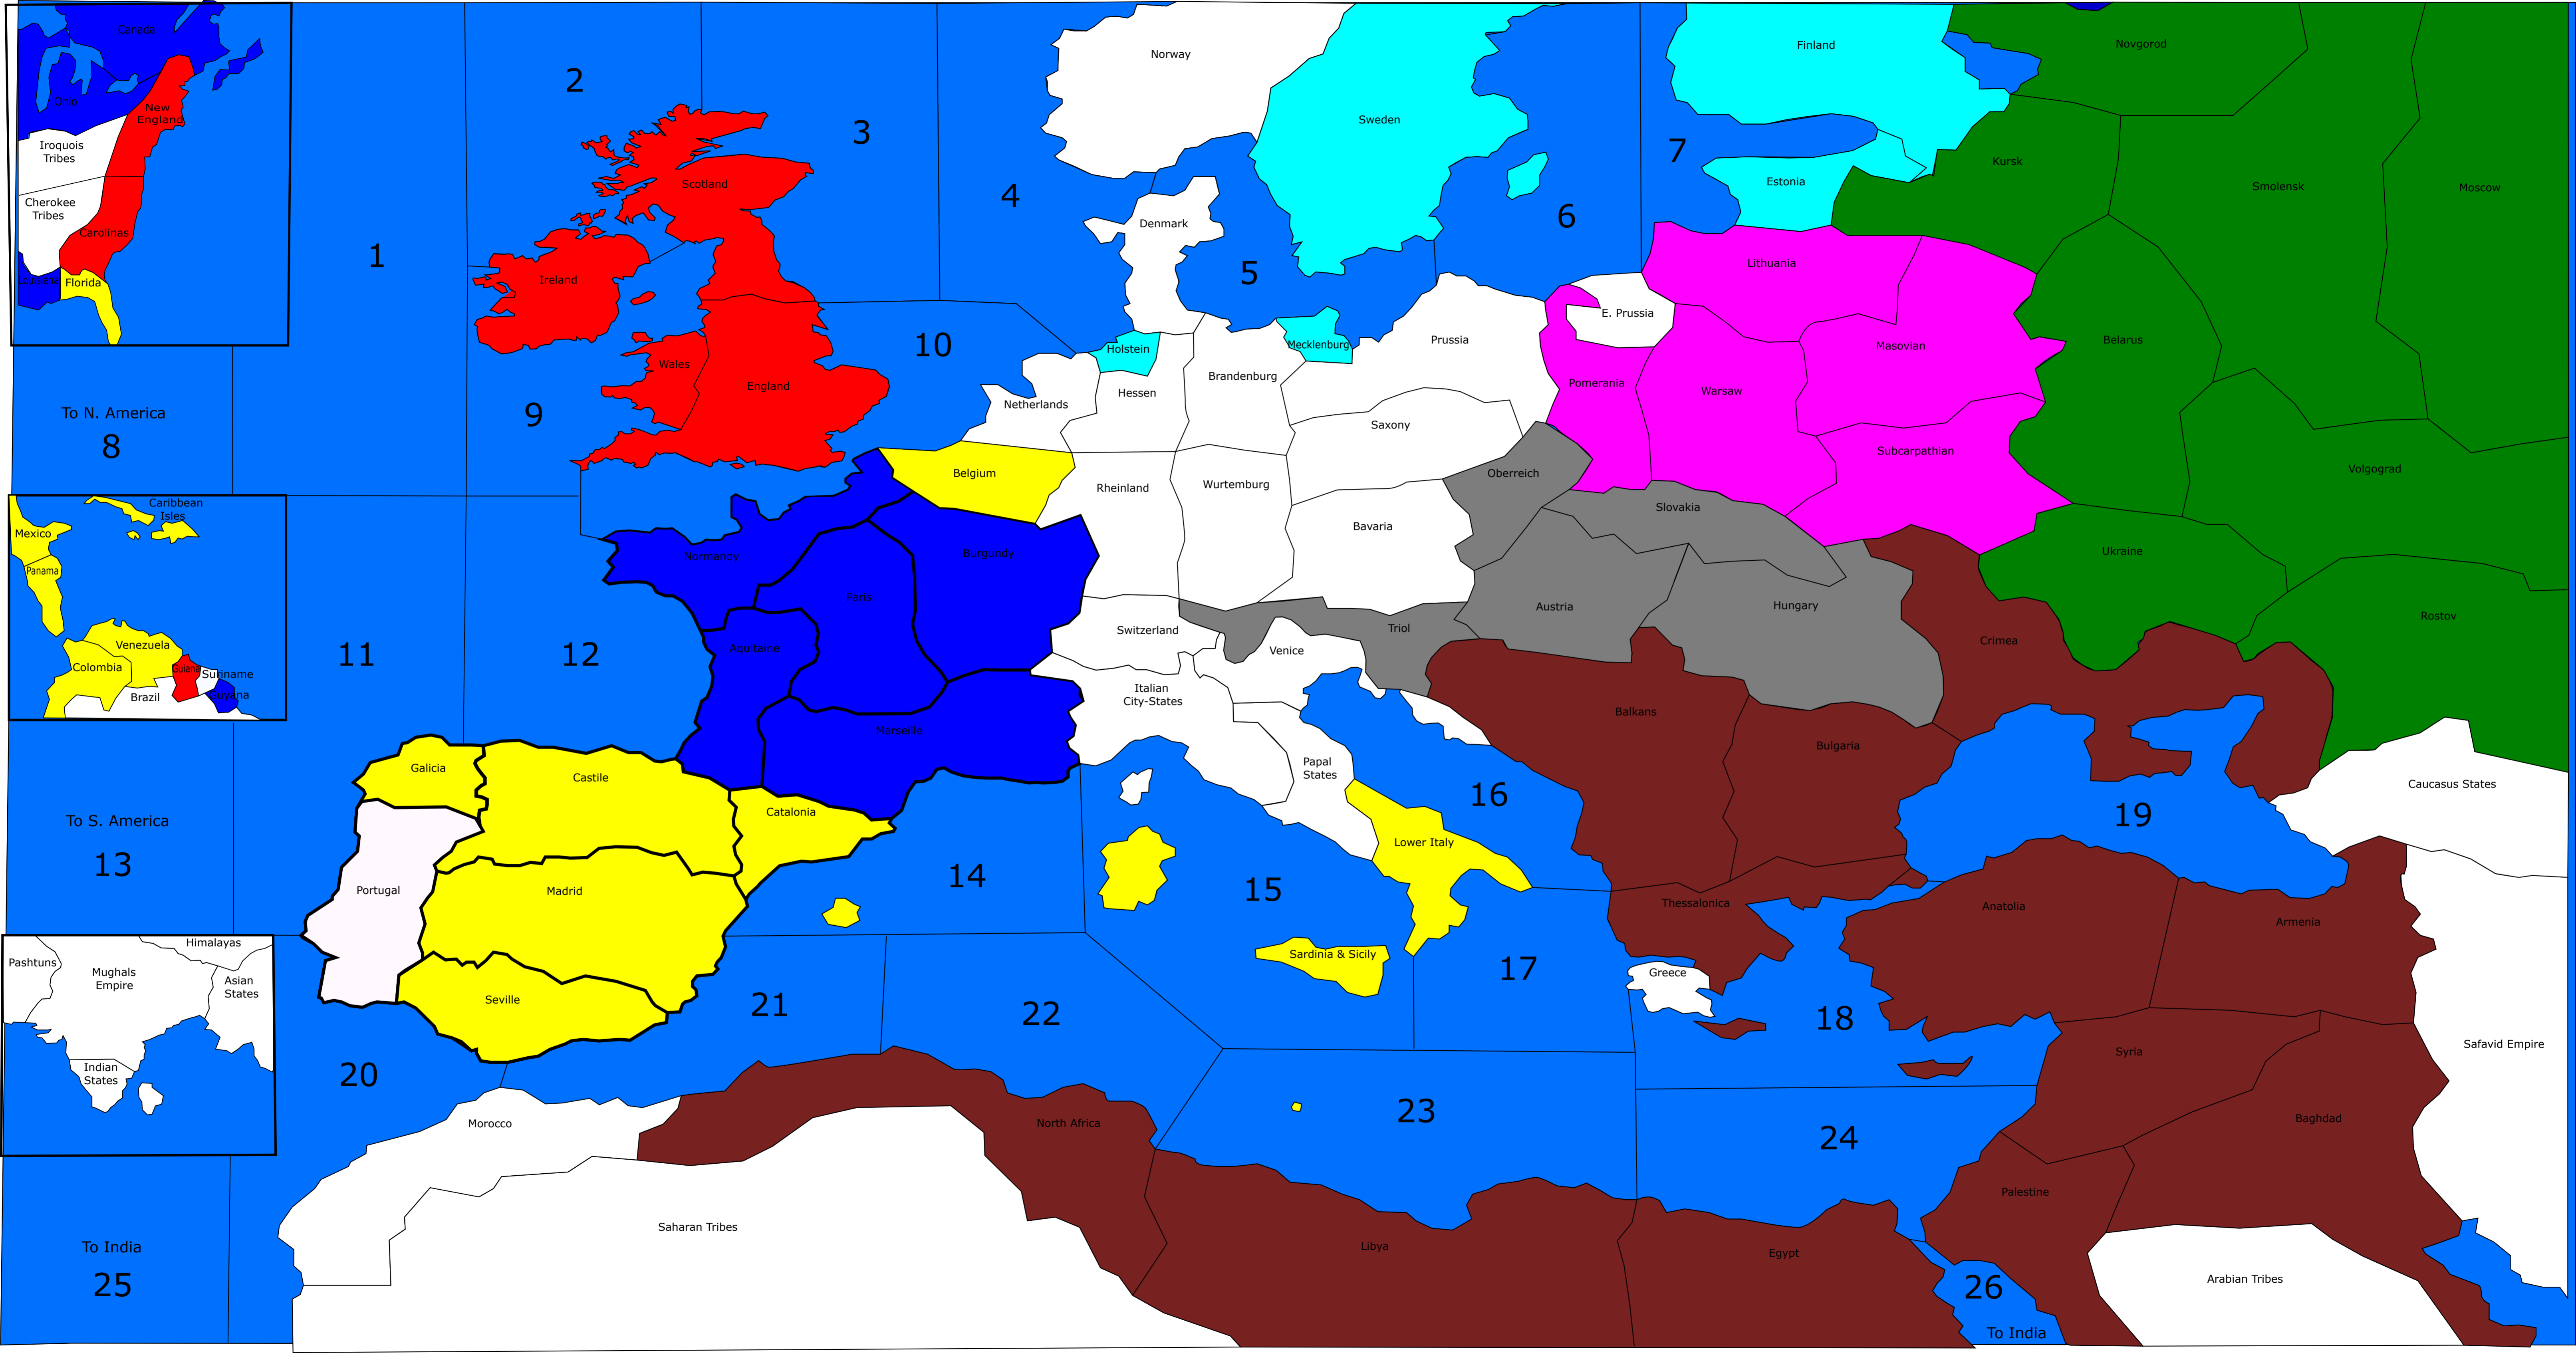 Canada
Ohio
New
England
Iroquois
Tribes
Cherokee
Tribes
Carolinas
Louisiana
Florida
1
2
3
4
5
6
7
Norway
Sweden
Finland
Novgorod
Scotland
Denmark
Estonia
Kursk
Smolensk
Moscow
Ireland
Lithuania
E. Prussia
10
Holstein
Mecklenburg
Prussia
Masovian
Belarus
Wales
England
Netherlands
Hessen
Brandenburg
Pomerania
Warsaw
To N. America
8
9
Saxony
Belgium
Rheinland
Wurtemburg
Oberreich
Subcarpathian
Volgograd
Mexico
Caribbean
Isles
Panama
Venezuela
Colombia
Guiana
Suriname
Brazil
Guyana
Normandy
Burgundy
Paris
Bavaria
Slovakia
Ukraine
11
12
Aquitaine
Switzerland
Triol
Austria
Hungary
Crimea
Rostov
Venice
Italian
City-States
Marseille
Balkans
Bulgaria
Galicia
Castile
Catalonia
Papal
States
16
19
Caucasus States
To S. America
13
Portugal
Madrid
14
15
Lower Italy
Thessalonica
Anatolia
Armenia
Pashtuns
Himalayas
Mughals
Empire
Asian
States
Indian
States
Seville
21
22
Sardinia & Sicily
17
Greece
18
Syria
Safavid Empire
20
Morocco
North Africa
23
24
Baghdad
Palestine
Saharan Tribes
Libya
Egypt
To India
25
26
To India
Arabian Tribes